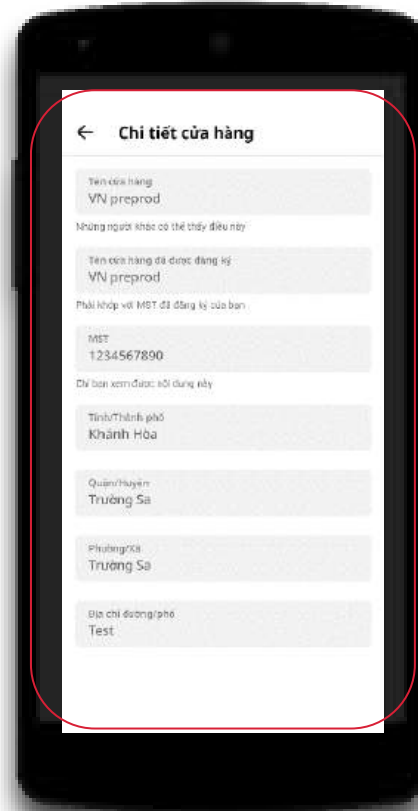 ← Chi tiết cửa hàng
Tên cửa hàng
VN preprod
Những người khác có thể thấy điều này
Tên cửa hàng đã được đăng ký
VN preprod
Phải khớp với MST đã đăng ký của bạn
MST
1234567890
Chỉ bạn xem được nội dung này
Tỉnh/Thành phố
Khánh Hòa
Quận/Huyện
Trường Sa
Phường/Xã
Trường Sa
Địa chỉ đường/phố
Test